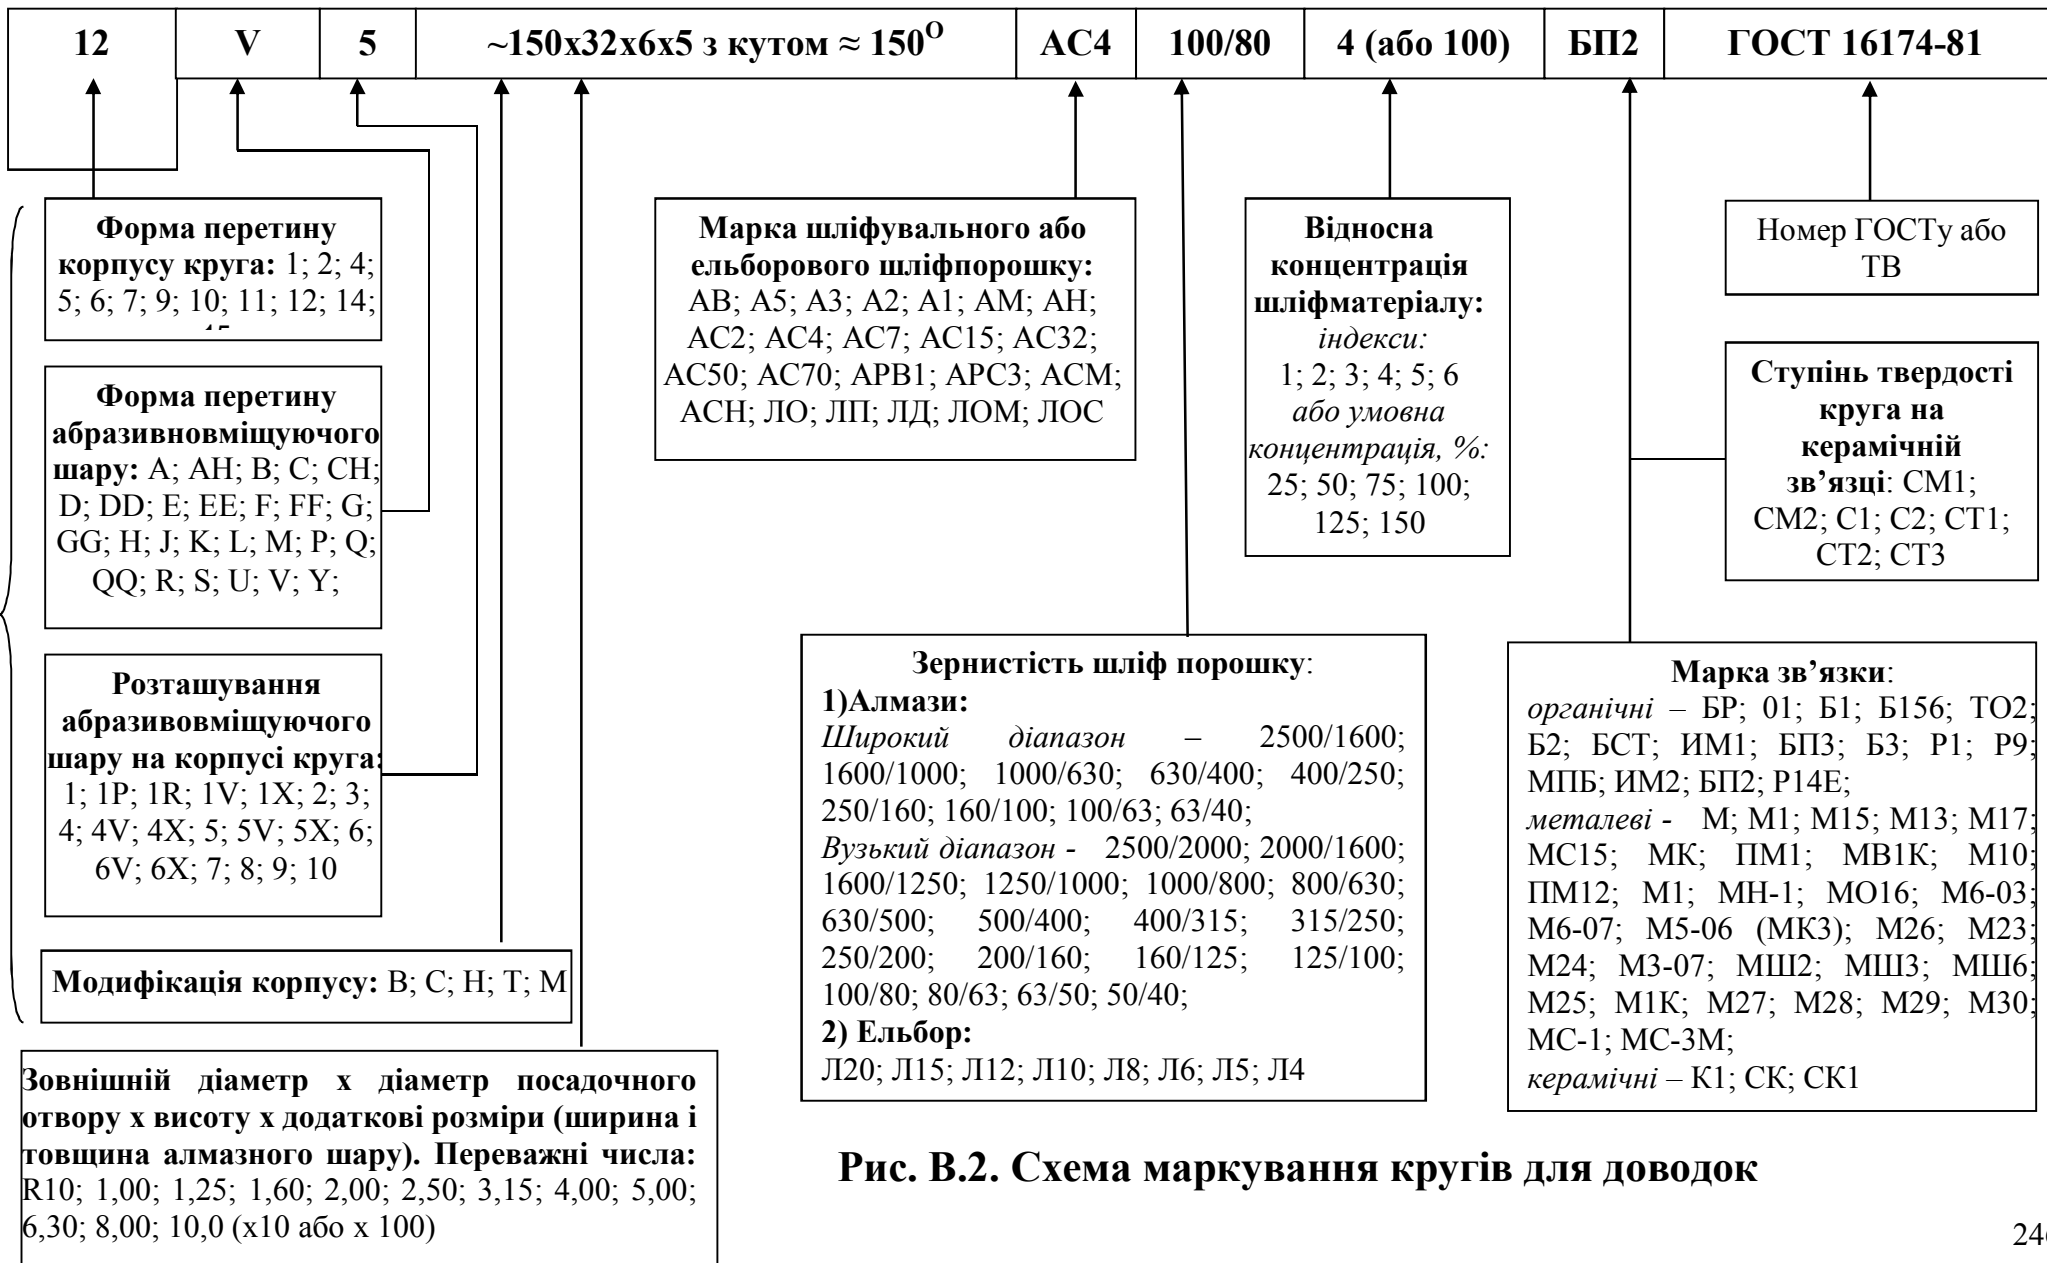 12 V 5 ~150х32х6х5 з кутом ≈ 150О АС4 100/80 4 (або 100) БП2 ГОСТ 16174-81
Форма перетину
корпусу круга: 1; 2; 4;
5; 6; 7; 9; 10; 11; 12; 14;
Форма перетину
абразивновміщуючого
шару: A; AH; B; C; CH;
D; DD; E; EE; F; FF; G;
GG; H; J; K; L; M; P; Q;
QQ; R; S; U; V; Y;
Розташування
абразивовміщуючого
шару на корпусі круга:
1; 1P; 1R; 1V; 1X; 2; 3;
4; 4V; 4X; 5; 5V; 5X; 6;
6V; 6X; 7; 8; 9; 10
Модифікація корпусу: В; С; Н; Т; М
Зовнішній діаметр х діаметр посадочного
отвору х висоту х додаткові розміри (ширина і
товщина алмазного шару). Переважні числа:
R10; 1,00; 1,25; 1,60; 2,00; 2,50; 3,15; 4,00; 5,00;
6,30; 8,00; 10,0 (х10 або х 100)
Марка шліфувального або
ельборового шліфпорошку:
АВ; А5; А3; А2; А1; АМ; АН;
АС2; АС4; АС7; АС15; АС32;
АС50; АС70; АРВ1; АРС3; АСМ;
АСН; ЛО; ЛП; ЛД; ЛОМ; ЛОС
Зернистість шліф порошку:
1)Алмази:
Широкий діапазон – 2500/1600;
1600/1000; 1000/630; 630/400; 400/250;
250/160; 160/100; 100/63; 63/40;
Вузький діапазон - 2500/2000; 2000/1600;
1600/1250; 1250/1000; 1000/800; 800/630;
630/500; 500/400; 400/315; 315/250;
250/200; 200/160; 160/125; 125/100;
100/80; 80/63; 63/50; 50/40;
2) Ельбор:
Л20; Л15; Л12; Л10; Л8; Л6; Л5; Л4
Відносна
концентрація
шліфматеріалу:
індекси:
1; 2; 3; 4; 5; 6
або умовна
концентрація, %:
25; 50; 75; 100;
125; 150
Номер ГОСТу або
ТВ
Ступінь твердості
круга на
керамічній
зв’язці: СМ1;
СМ2; С1; С2; СТ1;
СТ2; СТ3
Марка зв’язки:
органічні – БР; 01; Б1; Б156; ТО2;
Б2; БСТ; ИМ1; БП3; Б3; Р1; Р9;
МПБ; ИМ2; БП2; Р14Е;
металеві - М; М1; М15; М13; М17;
МС15; МК; ПМ1; МВ1К; М10;
ПМ12; М1; МН-1; МО16; М6-03;
М6-07; М5-06 (МК3); М26; М23;
М24; М3-07; МШ2; МШ3; МШ6;
М25; М1К; М27; М28; М29; М30;
МС-1; МС-3М;
керамічні – К1; СК; СК1
Рис. В.2. Схема маркування кругів для доводок